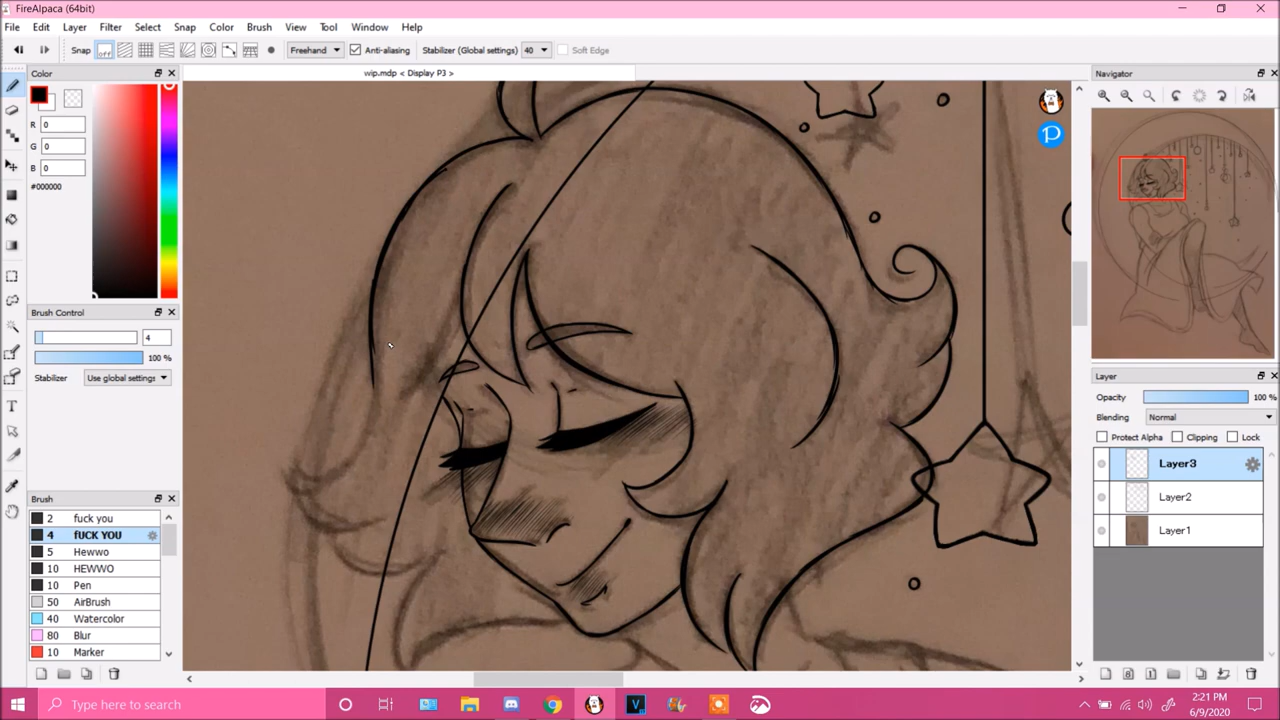 FireAlpaca (64bit)
File Edit Layer Filter Select Snap Color Brush View Tool Window Help
Snap off Freehand Anti-aliasing Stabilizer (Global settings) 40 Soft Edge
Color
wip.mdp < Display P3 >
Navigator
R 0
G 0
B 0
#000000
Brush Control
4
100 %
Stabilizer Use global settings
Brush
2 fuck you
4 fUCK YOU
5 Hewwo
10 HEWWO
10 Pen
50 AirBrush
40 Watercolor
80 Blur
10 Marker
P
Layer
Opacity 100 %
Blending Normal
Protect Alpha Clipping Lock
Layer3
Layer2
Layer1
Type here to search
2:21 PM
6/9/2020